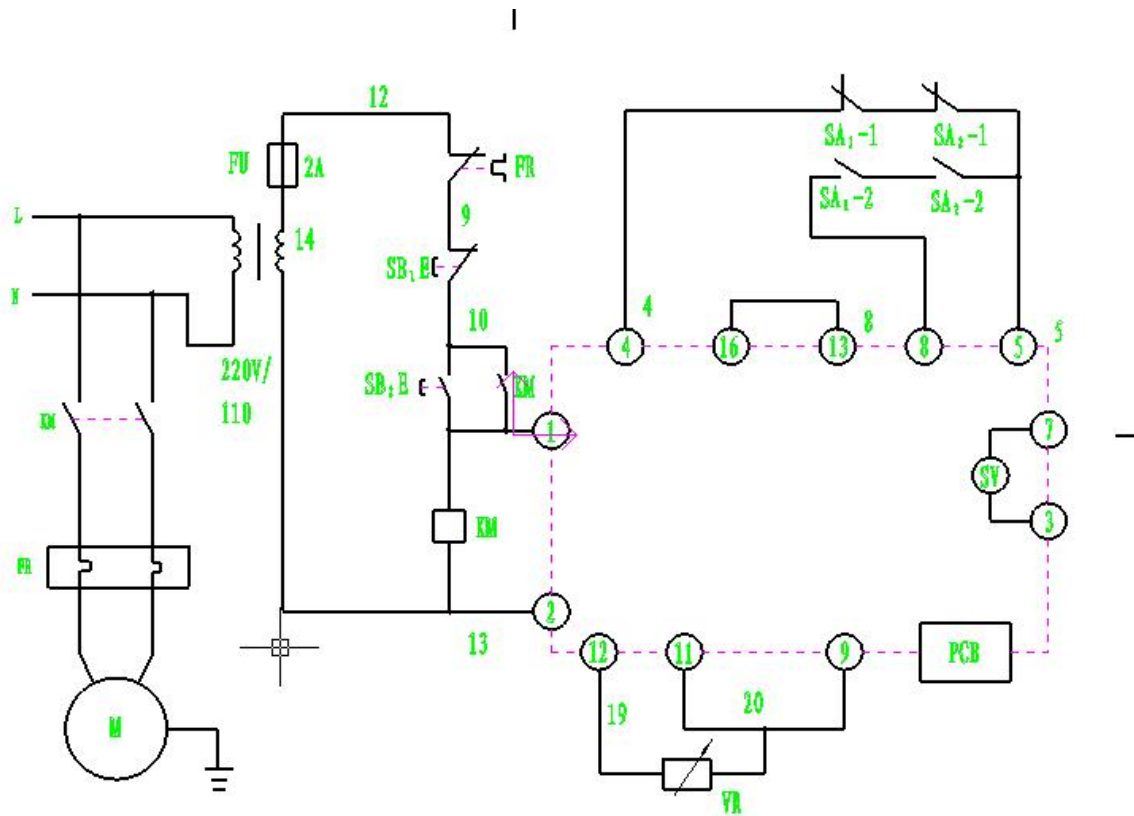 12
FU
2A
FR
SA₁-1
SA₂-1
SA₁-2
SA₂-2
L
14
9
SB₁E
N
10
4
8
5
4
16
13
8
5
220V/
110
SB₂E
KM
KM
1
7
SV
3
KM
FR
2
13
12
11
9
PCB
19
20
M
VR